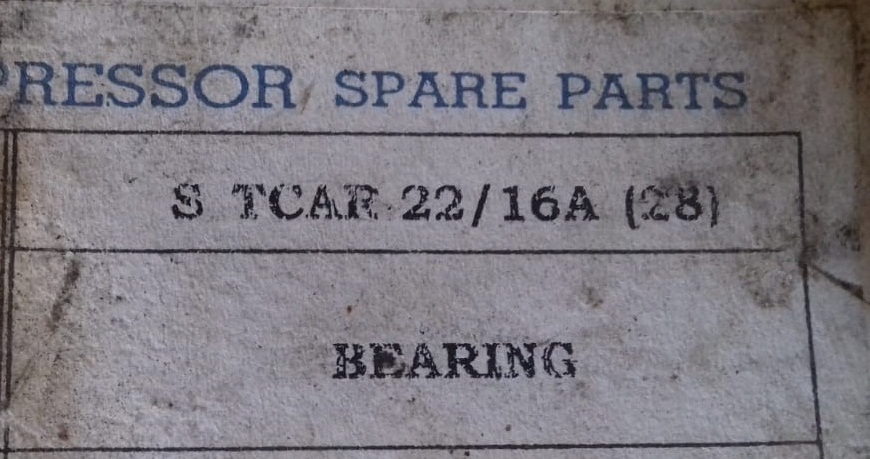 PRESSOR SPARE PARTS
S TCAR 22/16A (28)
BEARING